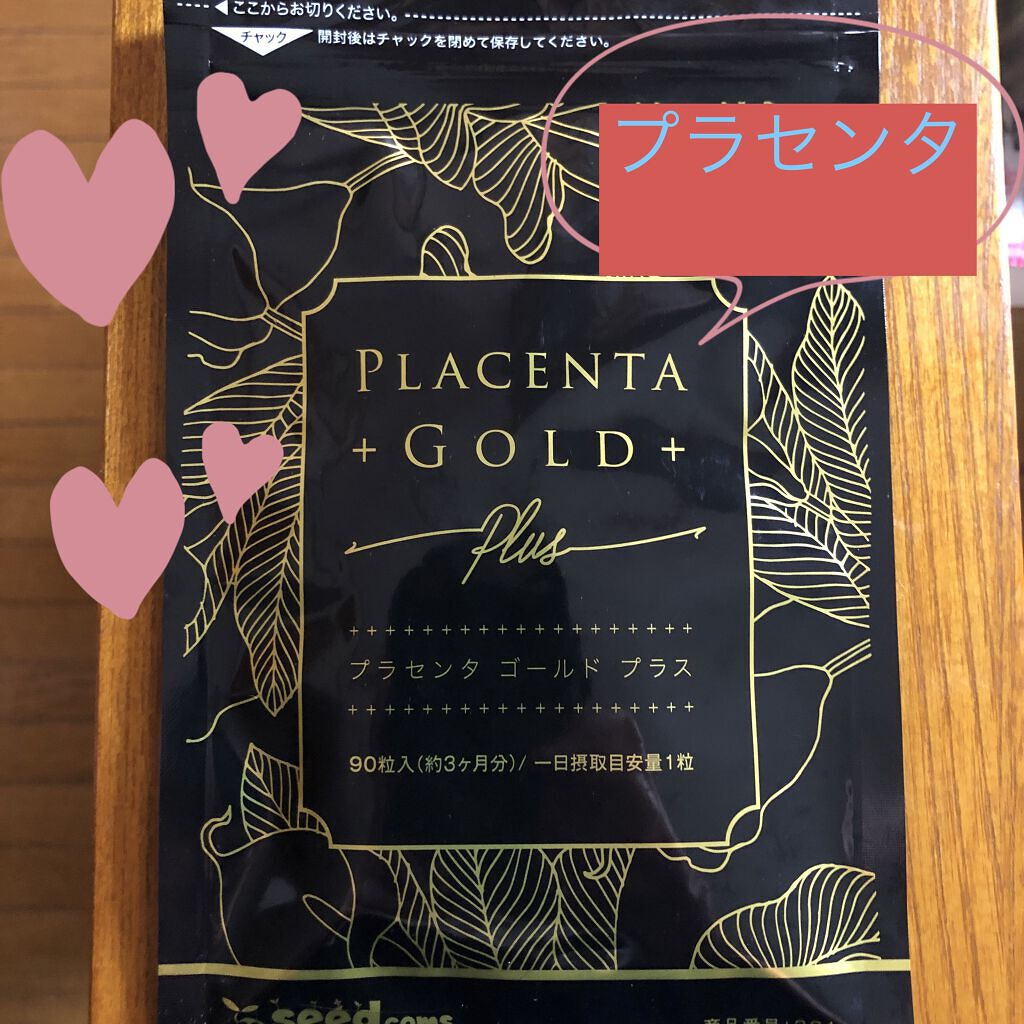 ここからお切りください。
チャック 開封後はチャックを閉めて保存してください。
プラセンタ
PLACENTA
+ GOLD +
Plus
+++++++++++++++++++
プラセンタ ゴールド プラス
+++++++++++++++++++
90粒入(約3ヶ月分)/ 一日摂取目安量1粒
seed coms